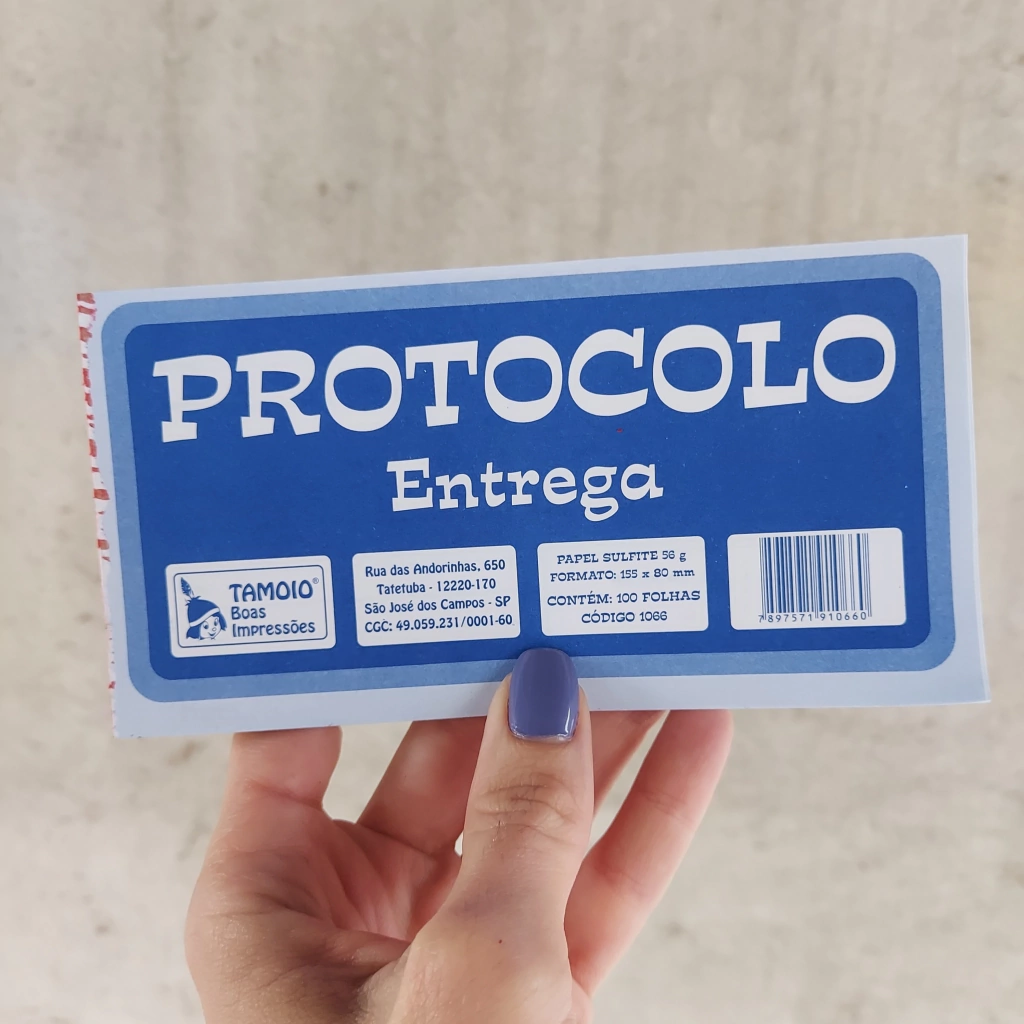 PROTOCOLO
Entrega
TAMOIO®
Boas
Impressões
Rua das Andorinhas, 650
Tatetuba - 12220-170
São José dos Campos - SP
CGC: 49.059.231/0001-60
PAPEL SULFITE 56 g
FORMATO: 155 x 80 mm
CONTÉM: 100 FOLHAS
CÓDIGO 1066
7 897571 910660